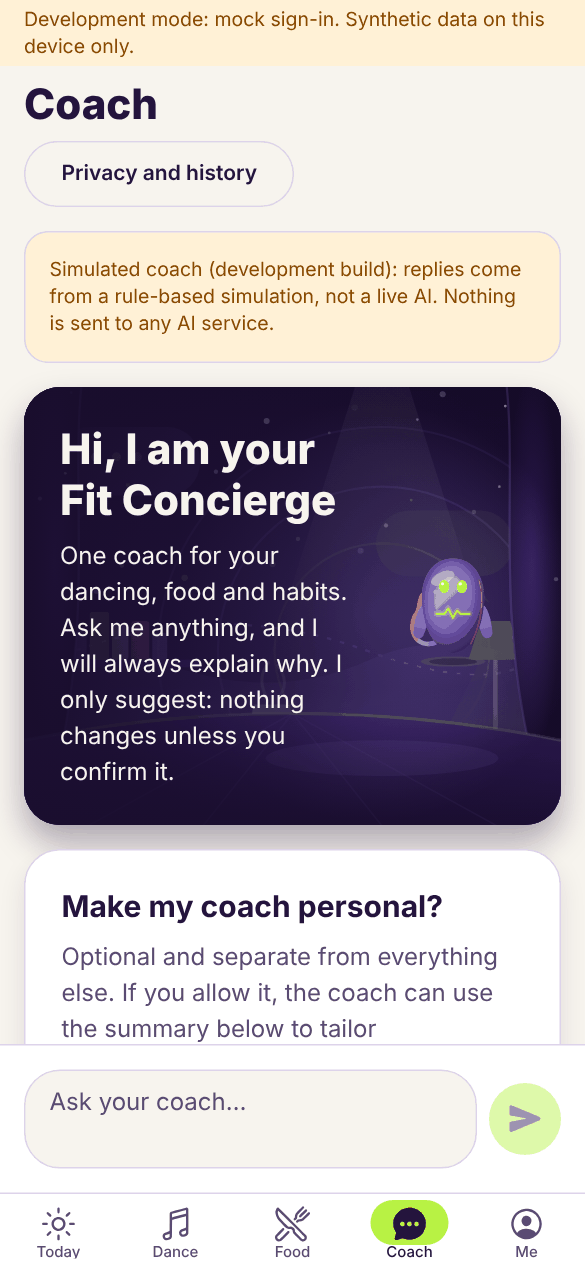 Development mode: mock sign-in. Synthetic data on this
device only.
Coach
Privacy and history
Simulated coach (development build): replies come
from a rule-based simulation, not a live AI. Nothing
is sent to any AI service.
Hi, I am your
Fit Concierge
One coach for your
dancing, food and habits.
Ask me anything, and I
will always explain why. I
only suggest: nothing
changes unless you
confirm it.
Make my coach personal?
Optional and separate from everything
else. If you allow it, the coach can use
the summary below to tailor
Ask your coach...
Today
Dance
Food
Coach
Me